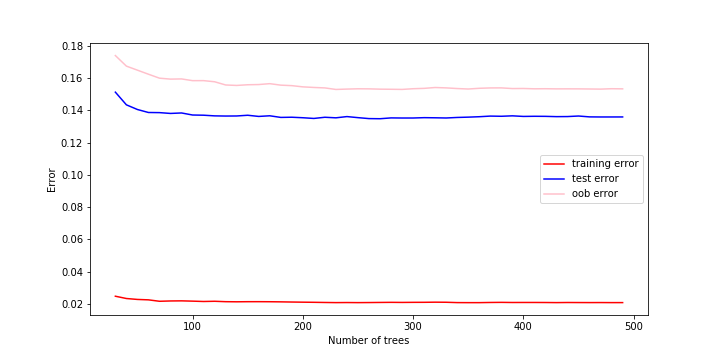 0.18
0.16
0.14
0.12
0.10
0.08
0.06
0.04
0.02
Error
training error
test error
oob error
100 200 300 400 500
Number of trees